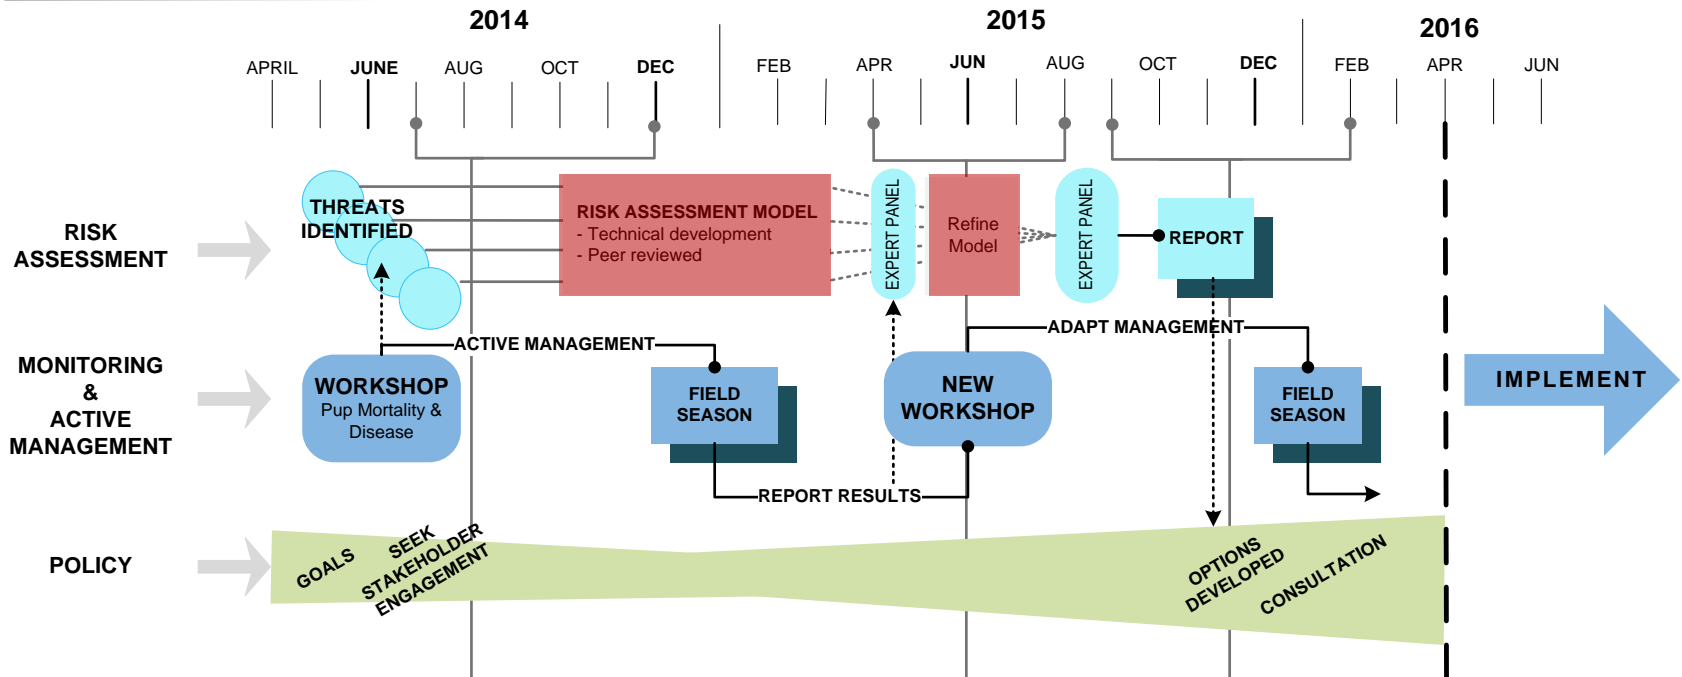 2014
2015
2016
APRIL
JUNE
AUG
OCT
DEC
FEB
APR
JUN
AUG
OCT
DEC
FEB
APR
JUN
RISK
ASSESSMENT
THREATS
IDENTIFIED
RISK ASSESSMENT MODEL
- Technical development
- Peer reviewed
EXPERT PANEL
Refine
Model
EXPERT PANEL
REPORT
MONITORING
&
ACTIVE
MANAGEMENT
WORKSHOP
Pup Mortality &
Disease
ACTIVE MANAGEMENT
FIELD
SEASON
REPORT RESULTS
NEW
WORKSHOP
ADAPT MANAGEMENT
FIELD
SEASON
IMPLEMENT
POLICY
GOALS
SEEK
STAKEHOLDER
ENGAGEMENT
OPTIONS
DEVELOPED
CONSULTATION